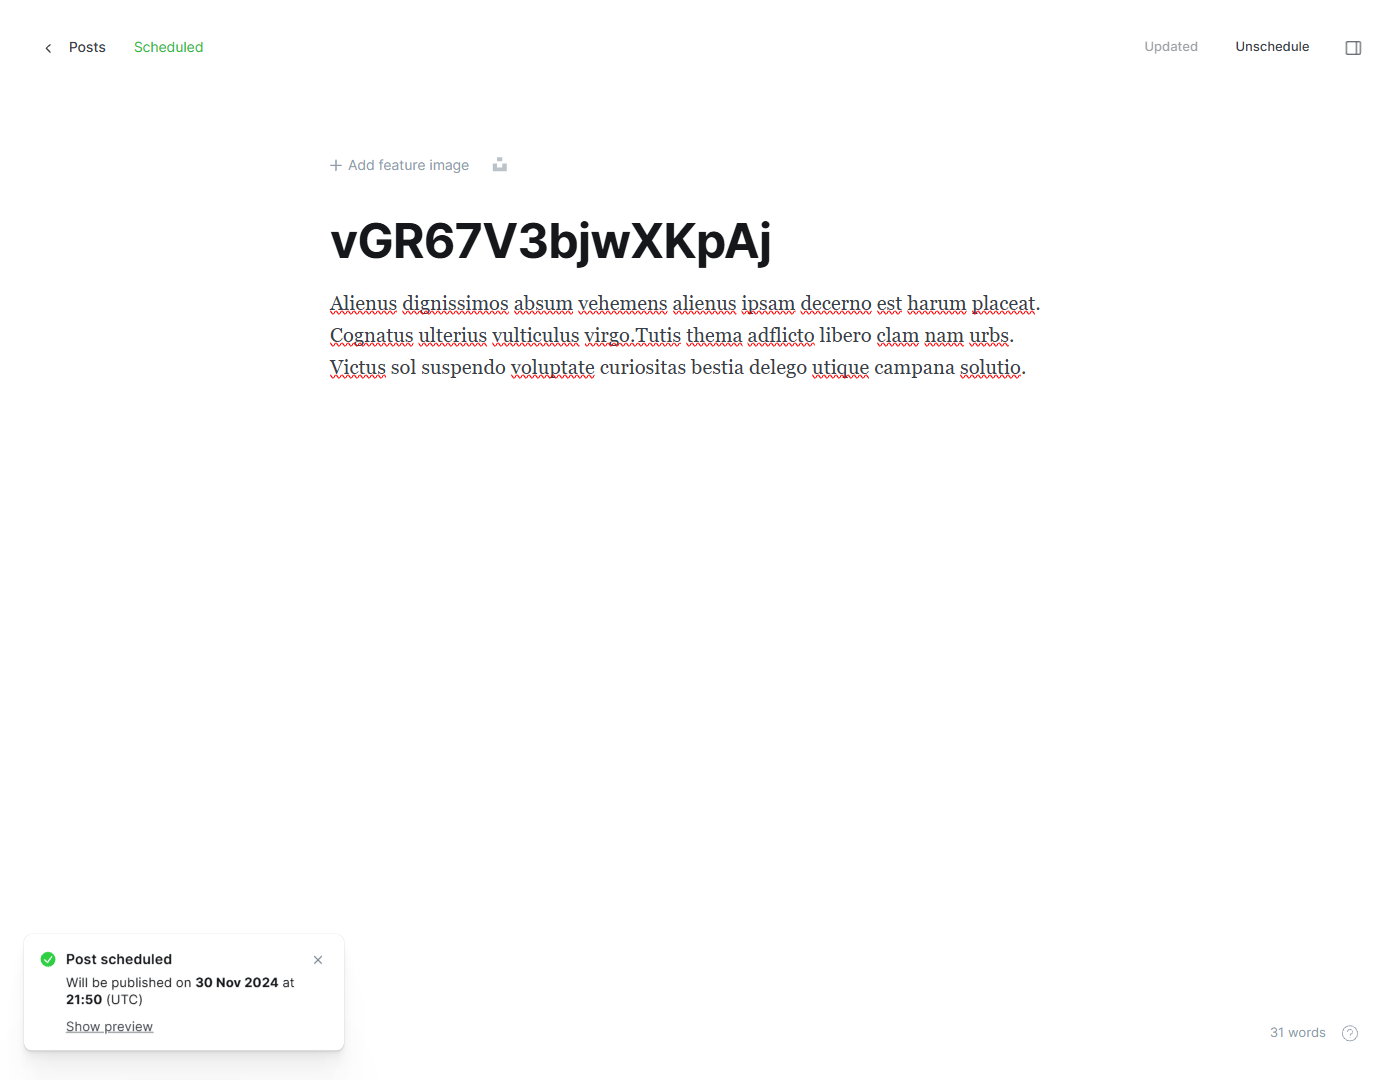 Posts
Scheduled
Updated
Unschedule
Add feature image
vGR67V3bjwXKpAj
Alienus dignissimos absum vehemens alienus ipsam decerno est harum placeat.
Cognatus ulterius vulticulus virgo.Tutis thema adflicto libero clam nam urbs.
Victus sol suspendo voluptate curiositas bestia delego utique campana solutio.
Post scheduled
Will be published on 30 Nov 2024 at
21:50 (UTC)
Show preview
31 words